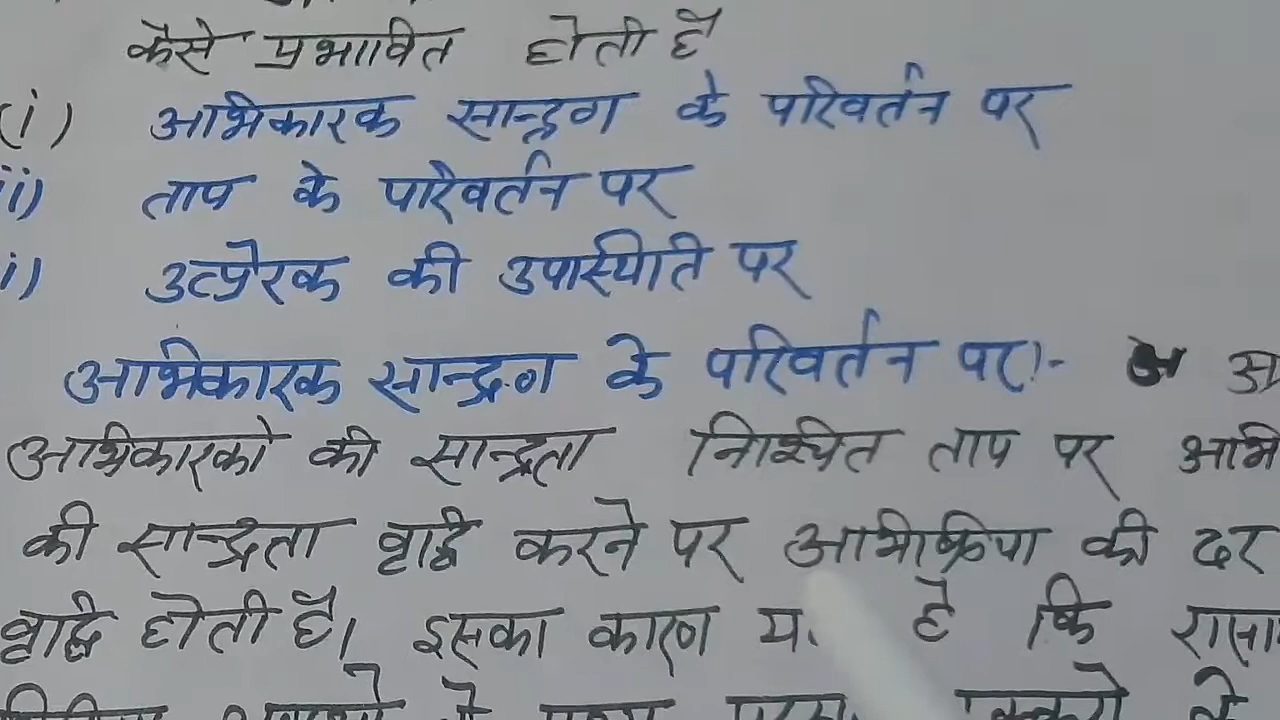 कैसे प्रभावित होती है
(i) अभिकारक सान्द्रण के परिवर्तन पर
ii) ताप के परिवर्तन पर
i) उत्प्रेरक की उपस्थिति पर
अभिकारक सान्द्रण के परिवर्तन पर:-
अभिकारको की सान्द्रता निश्चित ताप पर अभि
की सान्द्रता वृद्धि करने पर अभिक्रिया की दर
वृद्धि होती है। इसका कारण य. है कि रासा